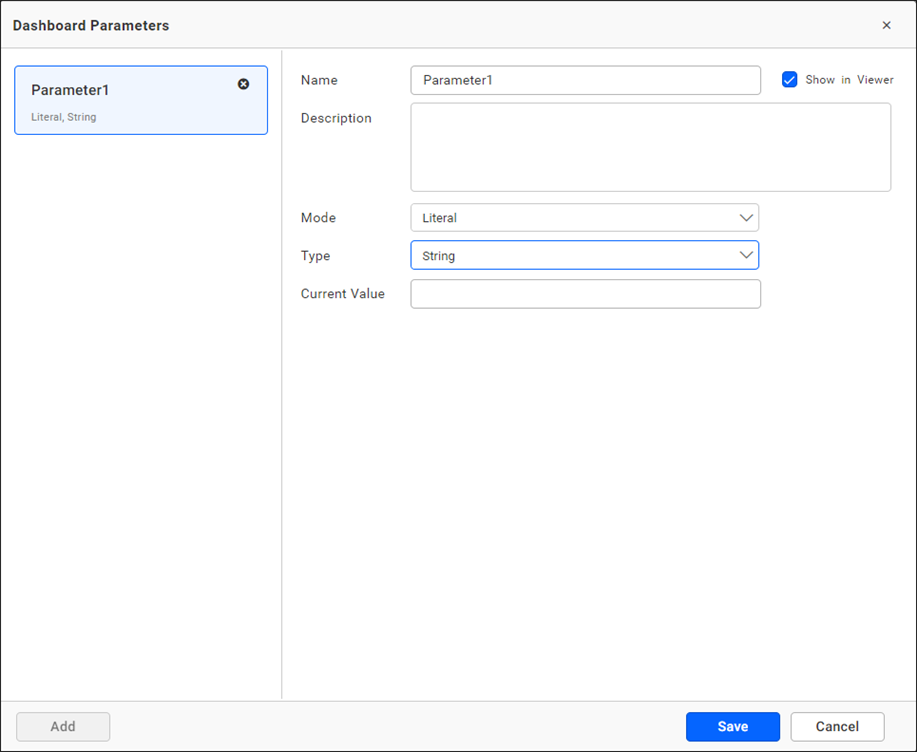 Dashboard Parameters
Parameter1
Literal, String
Name
Parameter1
Show in Viewer
Description
Mode
Literal
Type
String
Current Value
Add
Save
Cancel